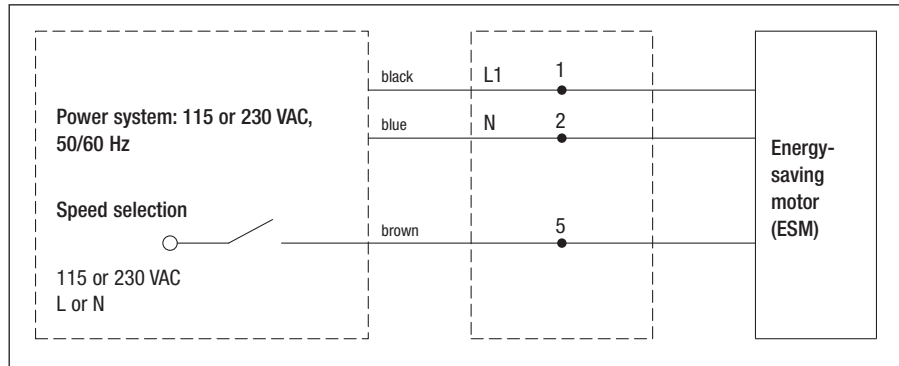 black L1 1
Power system: 115 or 230 VAC,
50/60 Hz
blue N 2
Speed selection
brown 5
115 or 230 VAC
L or N
Energy-
saving
motor
(ESM)